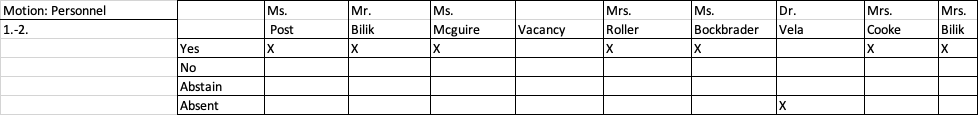 Motion: Personnel Ms. Mr. Ms. Mrs. Ms. Dr. Mrs. Mrs.
1.-2. Post Bilik Mcguire Vacancy Roller Bockbrader Vela Cooke Bilik
Yes X X X X X X X
No
Abstain
Absent X